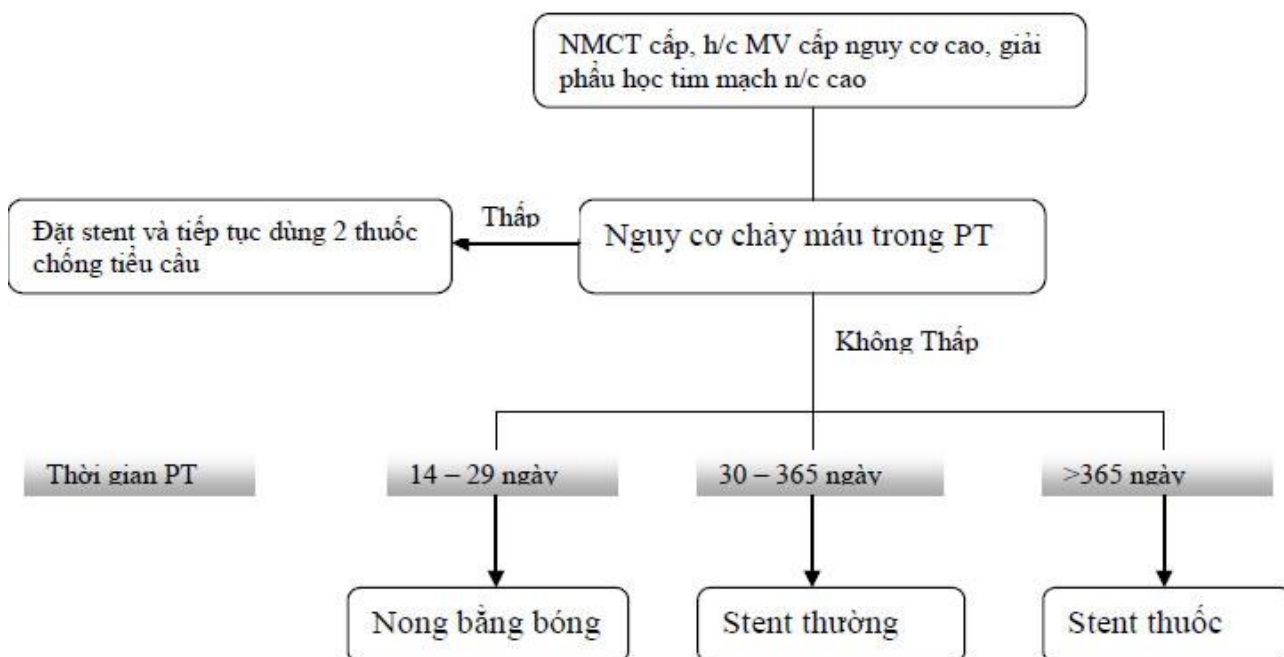 NMCT cấp, h/c MV cấp nguy cơ cao, giải
phẩu học tim mạch n/c cao
Thấp
Đặt stent và tiếp tục dùng 2 thuốc
chống tiểu cầu
Nguy cơ chảy máu trong PT
Không Thấp
Thời gian PT
14 – 29 ngày
30 – 365 ngày
>365 ngày
Nong bằng bóng
Stent thường
Stent thuốc